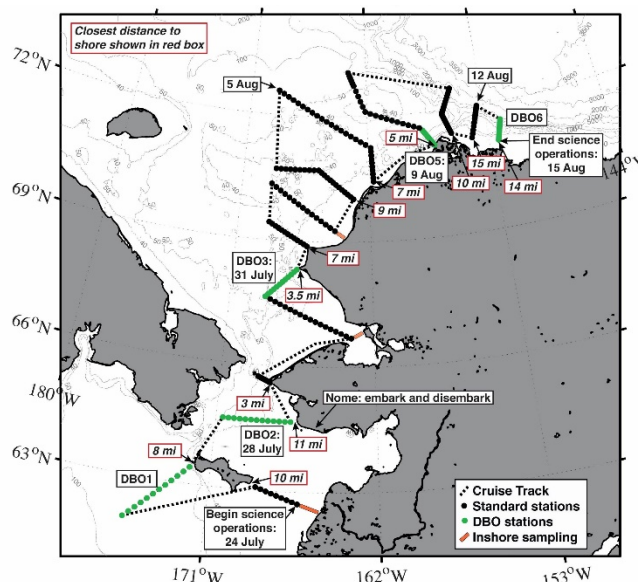 Closest distance to
shore shown in red box
72°N
69°N
66°N
63°N
180°W
171°W
162°W
153°W
144°W
5 Aug
12 Aug
DBO6
5 mi
DBO5:
9 Aug
15 mi
10 mi
End science
operations:
15 Aug
14 mi
7 mi
9 mi
7 mi
DBO3:
31 July
3.5 mi
3 mi
Nome: embark and disembark
DBO2:
28 July
11 mi
8 mi
DBO1
10 mi
Begin science
operations:
24 July
Cruise Track
Standard stations
DBO stations
Inshore sampling